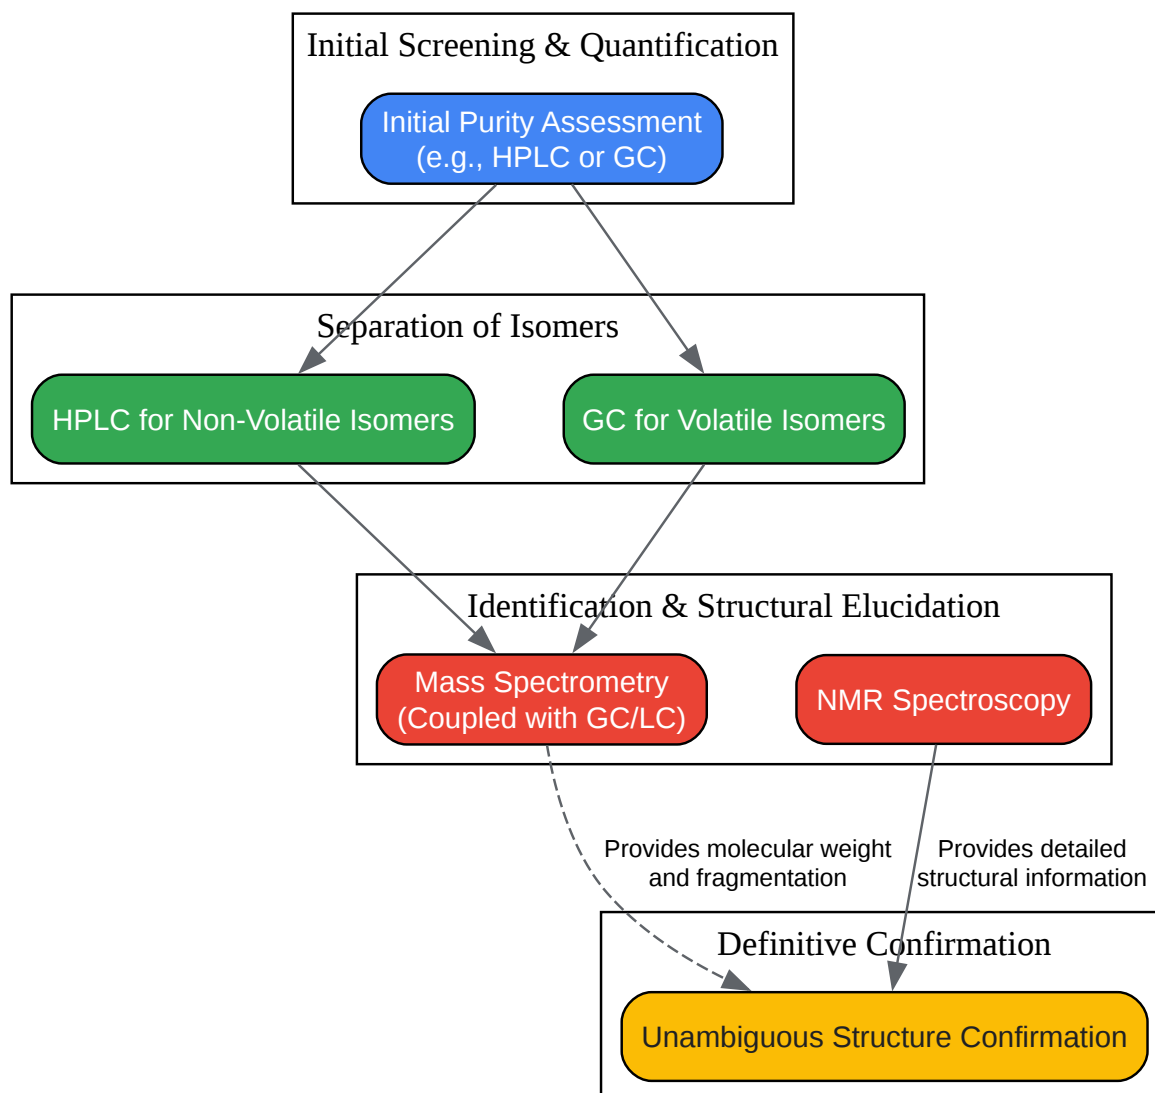 Initial Screening & Quantification
Initial Purity Assessment
(e.g., HPLC or GC)
Separation of Isomers
HPLC for Non-Volatile Isomers
GC for Volatile Isomers
Identification & Structural Elucidation
Mass Spectrometry
(Coupled with GC/LC)
NMR Spectroscopy
Provides molecular weight
and fragmentation
Provides detailed
structural information
Definitive Confirmation
Unambiguous Structure Confirmation